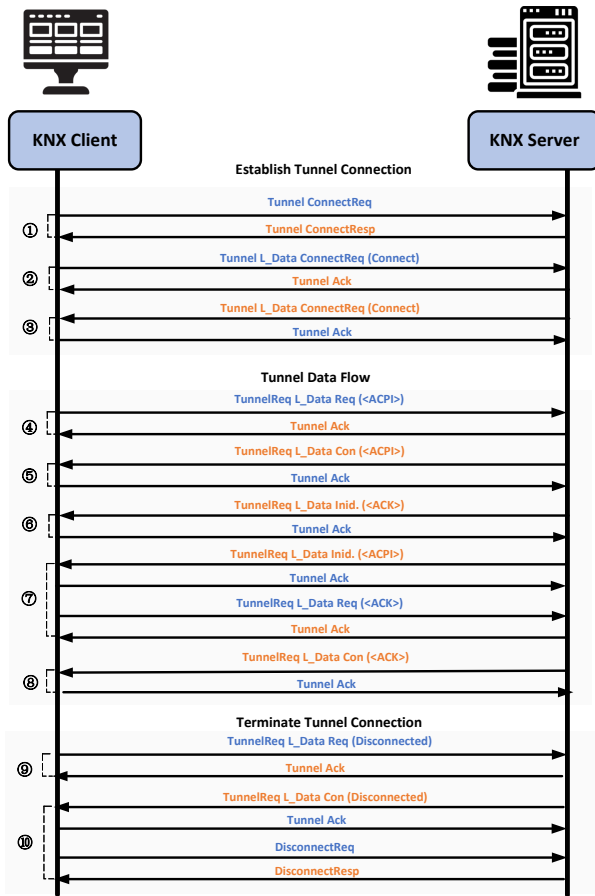 KNX Client
KNX Server
Establish Tunnel Connection
Tunnel ConnectReq
①
Tunnel ConnectResp
Tunnel L_Data ConnectReq (Connect)
②
Tunnel Ack
Tunnel L_Data ConnectReq (Connect)
③
Tunnel Ack
Tunnel Data Flow
TunnelReq L_Data Req (<ACPI>)
④
Tunnel Ack
TunnelReq L_Data Con (<ACPI>)
⑤
Tunnel Ack
TunnelReq L_Data Inid. (<ACK>)
⑥
Tunnel Ack
TunnelReq L_Data Inid. (<ACPI>)
Tunnel Ack
⑦
TunnelReq L_Data Req (<ACK>)
Tunnel Ack
TunnelReq L_Data Con (<ACK>)
⑧
Tunnel Ack
Terminate Tunnel Connection
TunnelReq L_Data Req (Disconnected)
⑨
Tunnel Ack
TunnelReq L_Data Con (Disconnected)
Tunnel Ack
⑩
DisconnectReq
DisconnectResp